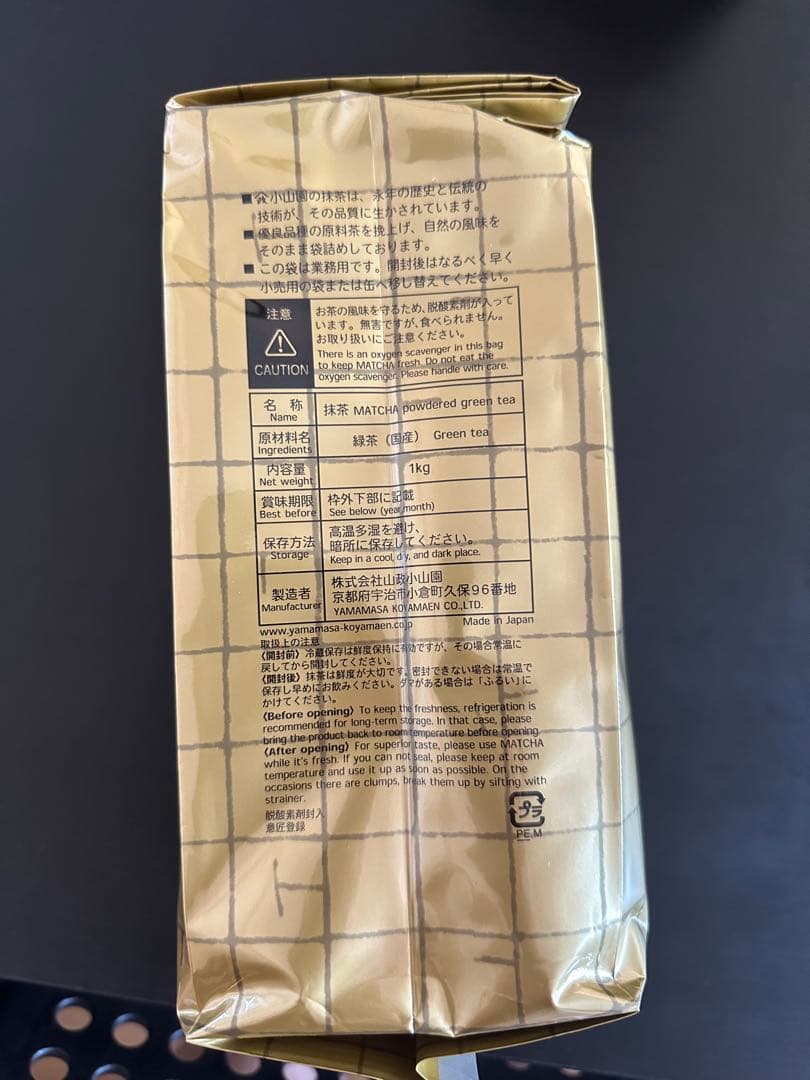 ■ 小山園の抹茶は、永年の歴史と伝統の
技術が、その品質に生かされています。
■ 優良品種の原料茶を挽上げ、自然の風味を
そのまま袋詰めしております。
■ この袋は業務用です。開封後はなるべく早く
小売用の袋または缶へ移し替えてください。
注意
CAUTION
お茶の風味を守るため、脱酸素剤が入って
います。無害ですが、食べられません。
お取り扱いにご注意ください。
There is an oxygen scavenger in this bag
to keep MATCHA fresh. Do not eat the
oxygen scavenger. Please handle with care.
名 称 抹茶 MATCHA powdered green tea
Name
原材料名 緑茶（国産） Green tea
Ingredients
内容量 1kg
Net weight
賞味期限 枠外下部に記載
Best before See below (year,month)
保存方法 高温多湿を避け、
暗所に保存してください。
Storage Keep in a cool, dry, and dark place.
製造者 株式会社山政小山園
京都府宇治市小倉町久保96番地
Manufacturer YAMAMASA KOYAMAEN CO.,LTD.
www.yamamasa-koyamaen.co.jp Made in Japan
取扱上の注意
〈開封前〉冷蔵保存は鮮度保持に有効ですが、その場合常温に
戻してから開封してください。
〈開封後〉抹茶は鮮度が大切です。密封できない場合は常温で
保存し早めにお飲みください。ダマがある場合は「ふるい」に
かけてください。
〈Before opening〉 To keep the freshness, refrigeration is
recommended for long-term storage. In that case, please
bring the product back to room temperature before opening
〈After opening〉 For superior taste, please use MATCHA
while it's fresh. If you can not seal, please keep at room
temperature and use it up as soon as possible. On the
occasions there are clumps, break them up by sifting with
strainer.
脱酸素剤封入
意匠登録
プラ
PE,M